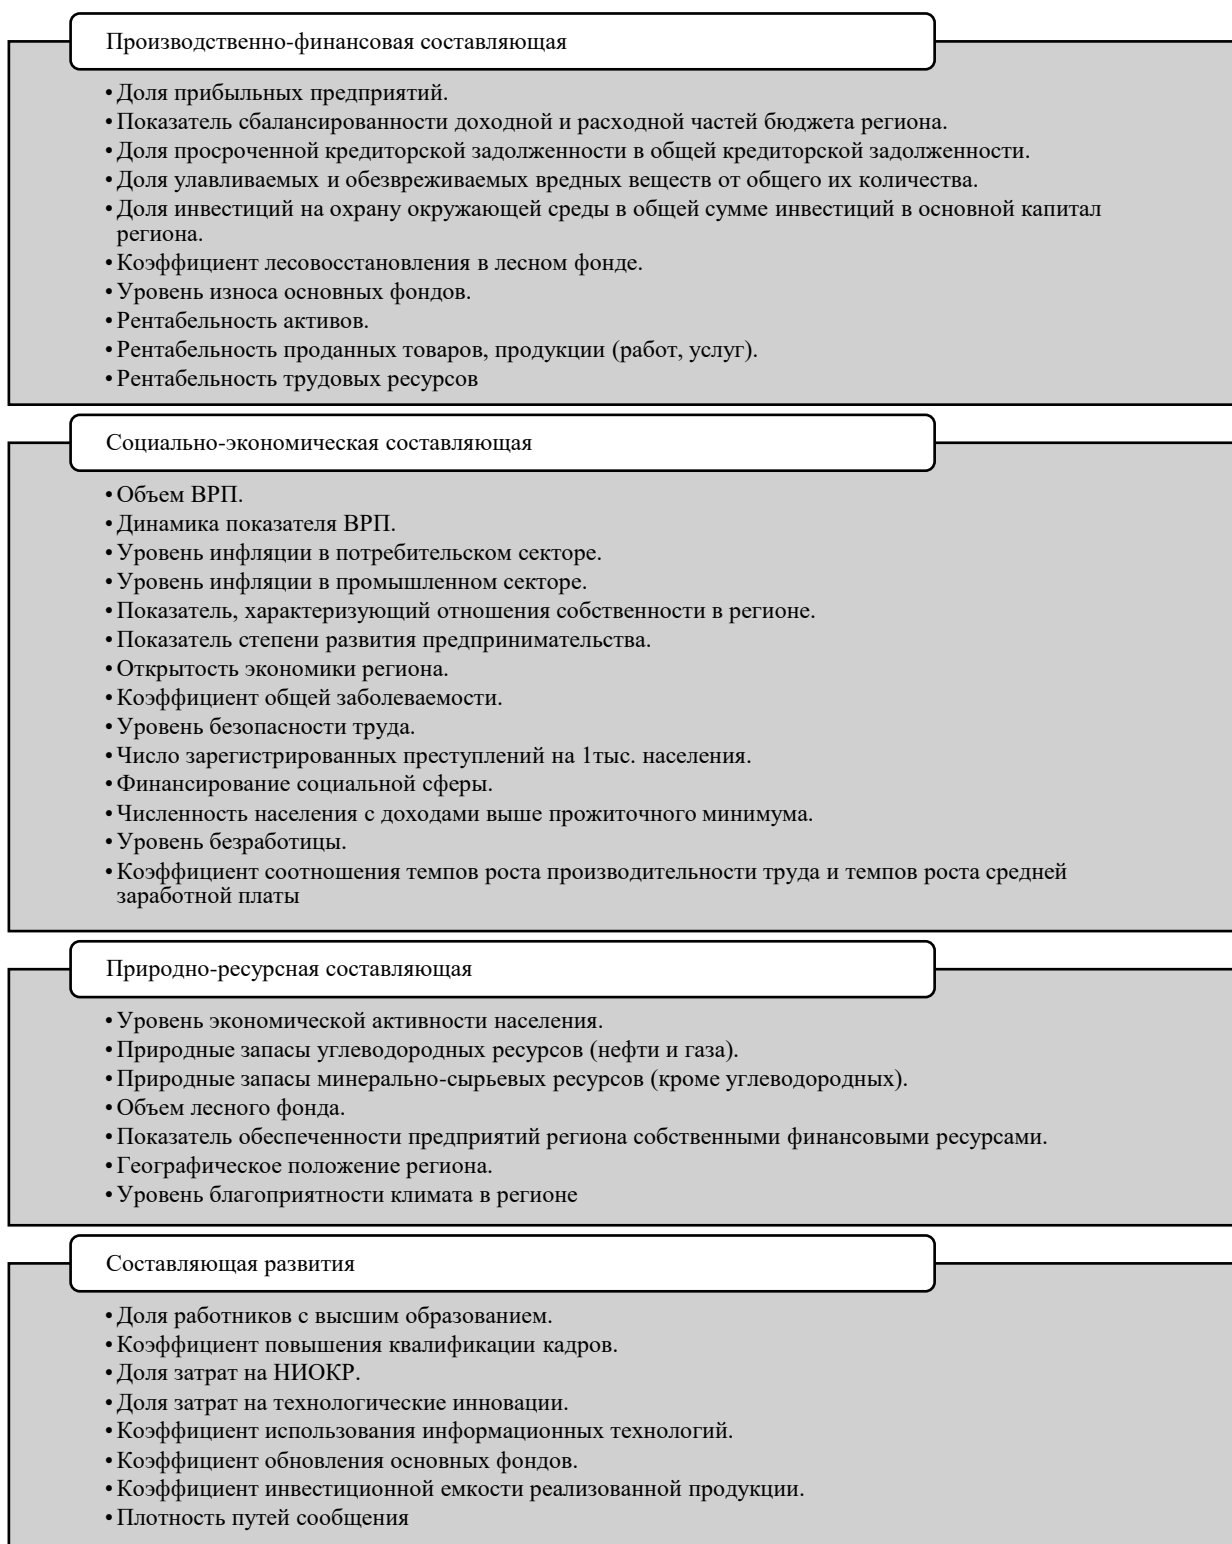 Производственно-финансовая составляющая
• Доля прибыльных предприятий.
• Показатель сбалансированности доходной и расходной частей бюджета региона.
• Доля просроченной кредиторской задолженности в общей кредиторской задолженности.
• Доля улавливаемых и обезвреживаемых вредных веществ от общего их количества.
• Доля инвестиций на охрану окружающей среды в общей сумме инвестиций в основной капитал
региона.
• Коэффициент лесовосстановления в лесном фонде.
• Уровень износа основных фондов.
• Рентабельность активов.
• Рентабельность проданных товаров, продукции (работ, услуг).
• Рентабельность трудовых ресурсов
Социально-экономическая составляющая
• Объем ВРП.
• Динамика показателя ВРП.
• Уровень инфляции в потребительском секторе.
• Уровень инфляции в промышленном секторе.
• Показатель, характеризующий отношения собственности в регионе.
• Показатель степени развития предпринимательства.
• Открытость экономики региона.
• Коэффициент общей заболеваемости.
• Уровень безопасности труда.
• Число зарегистрированных преступлений на 1тыс. населения.
• Финансирование социальной сферы.
• Численность населения с доходами выше прожиточного минимума.
• Уровень безработицы.
• Коэффициент соотношения темпов роста производительности труда и темпов роста средней
заработной платы
Природно-ресурсная составляющая
• Уровень экономической активности населения.
• Природные запасы углеводородных ресурсов (нефти и газа).
• Природные запасы минерально-сырьевых ресурсов (кроме углеводородных).
• Объем лесного фонда.
• Показатель обеспеченности предприятий региона собственными финансовыми ресурсами.
• Географическое положение региона.
• Уровень благоприятности климата в регионе
Составляющая развития
• Доля работников с высшим образованием.
• Коэффициент повышения квалификации кадров.
• Доля затрат на НИОКР.
• Доля затрат на технологические инновации.
• Коэффициент использования информационных технологий.
• Коэффициент обновления основных фондов.
• Коэффициент инвестиционной емкости реализованной продукции.
• Плотность путей сообщения